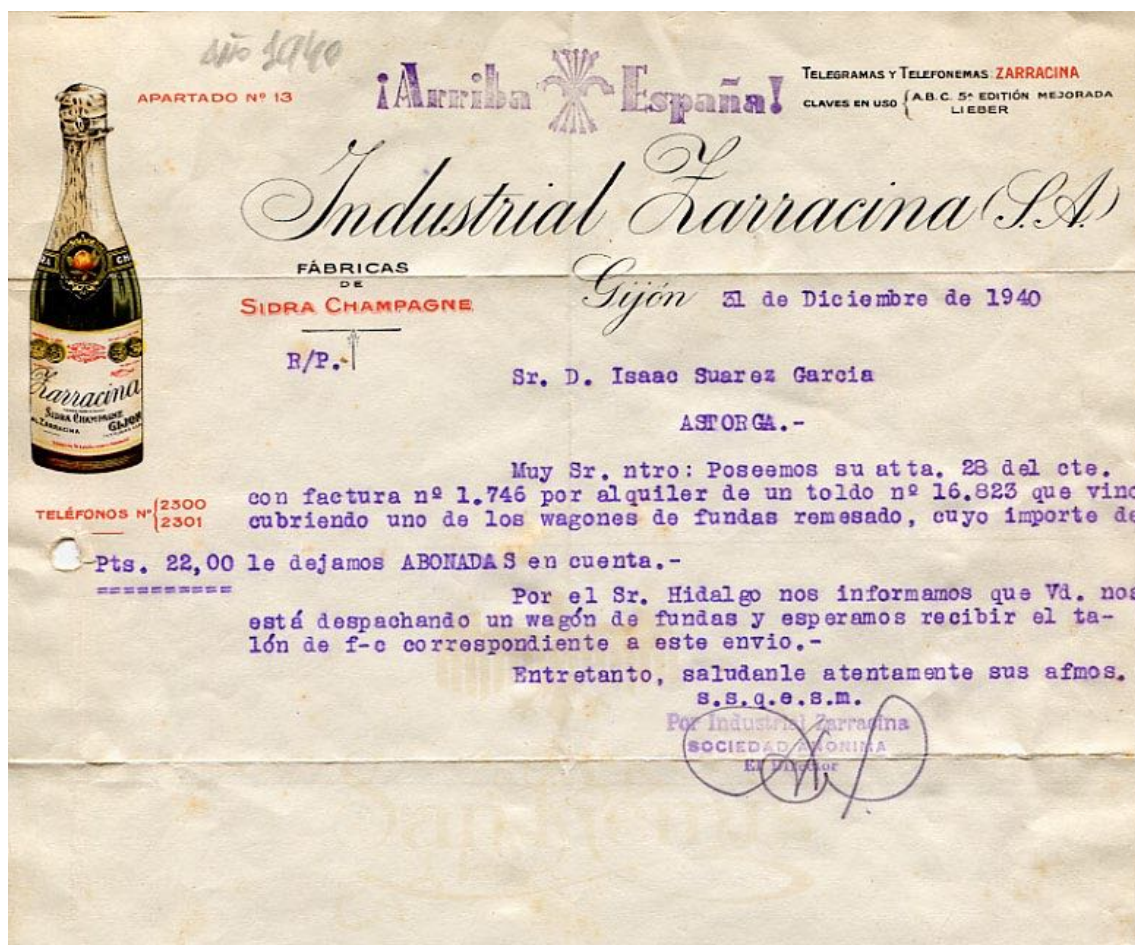 año 1940
APARTADO Nº 13
¡Arriba España!
TELEGRAMAS Y TELEFONEMAS: ZARRACINA
CLAVES EN USO { A.B.C. 5ª EDITIÓN MEJORADA
LIEBER
Industrial Zarracina (S.A.)
FÁBRICAS
DE
SIDRA CHAMPAGNE
Gijón 31 de Diciembre de 1940
R/P.-
Sr. D. Isaac Suarez Garcia
ASTORGA.-
Zarracina
SIDRA CHAMPAGNE
ZARRACINA GIJON
TELÉFONOS Nº { 2300
2301
Muy Sr. ntro: Poseemos su atta. 28 del cte.
con factura nº 1.746 por alquiler de un toldo nº 16.823 que vino
cubriendo uno de los wagones de fundas remesado, cuyo importe de
Pts. 22,00 le dejamos ABONADAS en cuenta.-
==========
Por el Sr. Hidalgo nos informamos que Vd. nos
está despachando un wagón de fundas y esperamos recibir el ta-
lón de f-c correspondiente a este envio.-
Entretanto, saludanle atentamente sus afmos.
s.s.q.e.s.m.
Por Industrial Zarracina
SOCIEDAD ANONIMA
El Director